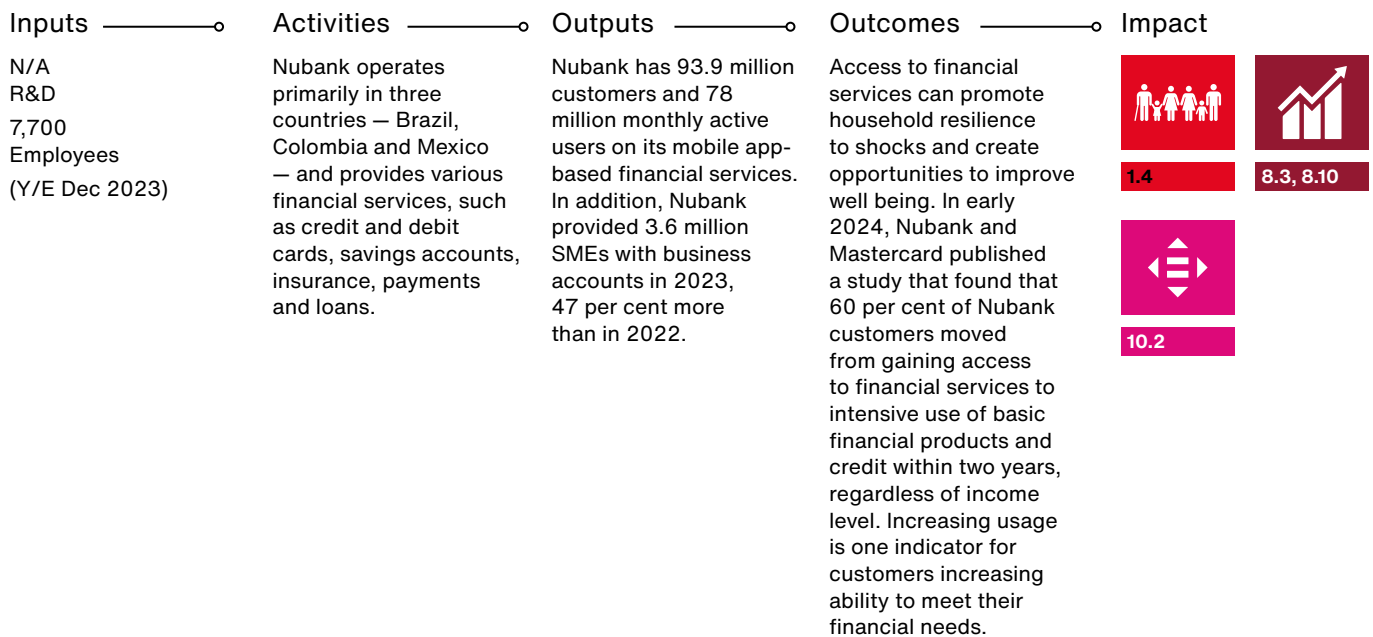 Inputs
N/A
R&D
7,700
Employees
(Y/E Dec 2023)
Activities
Nubank operates
primarily in three
countries — Brazil,
Colombia and Mexico
— and provides various
financial services, such
as credit and debit
cards, savings accounts,
insurance, payments
and loans.
Outputs
Nubank has 93.9 million
customers and 78
million monthly active
users on its mobile app-
based financial services.
In addition, Nubank
provided 3.6 million
SMEs with business
accounts in 2023,
47 per cent more
than in 2022.
Outcomes
Access to financial
services can promote
household resilience
to shocks and create
opportunities to improve
well being. In early
2024, Nubank and
Mastercard published
a study that found that
60 per cent of Nubank
customers moved
from gaining access
to financial services to
intensive use of basic
financial products and
credit within two years,
regardless of income
level. Increasing usage
is one indicator for
customers increasing
ability to meet their
financial needs.
Impact
1.4
8.3, 8.10
10.2